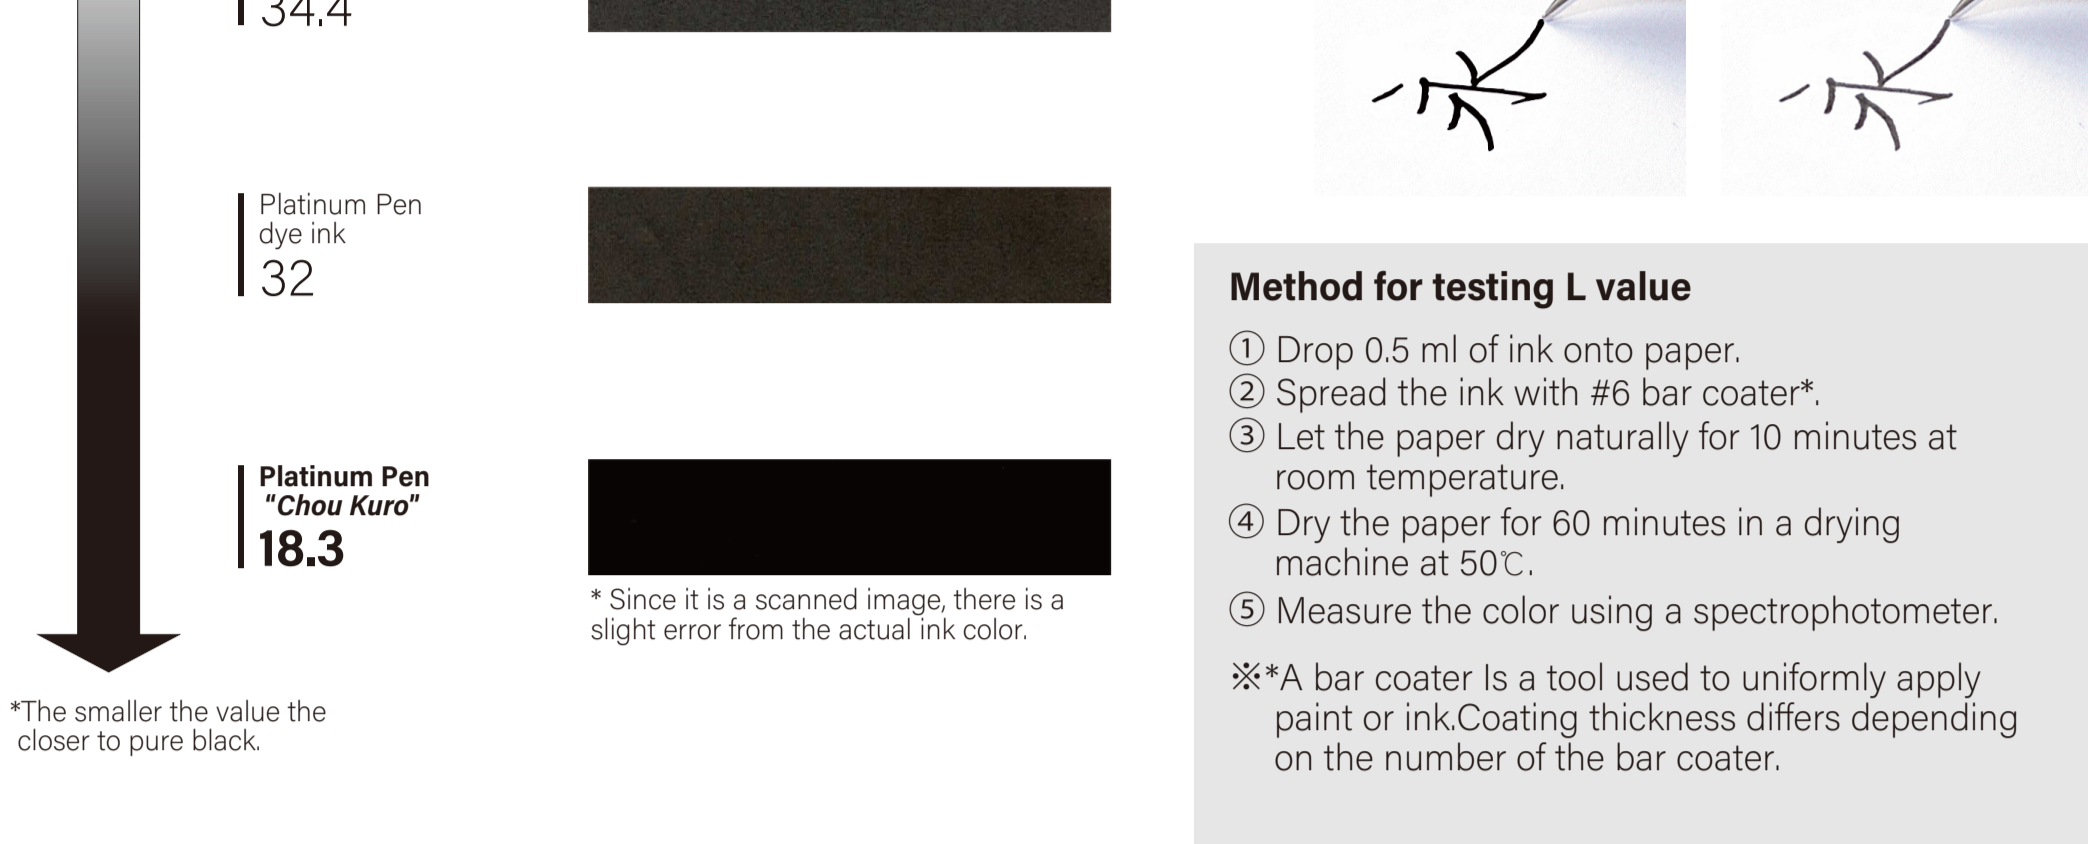 34.4
Platinum Pen
dye ink
32
Platinum Pen
"Chou Kuro"
18.3
* Since it is a scanned image, there is a
slight error from the actual ink color.
*The smaller the value the
closer to pure black.
Method for testing L value
① Drop 0.5 ml of ink onto paper.
② Spread the ink with #6 bar coater*.
③ Let the paper dry naturally for 10 minutes at
room temperature.
④ Dry the paper for 60 minutes in a drying
machine at 50℃.
⑤ Measure the color using a spectrophotometer.
※*A bar coater Is a tool used to uniformly apply
paint or ink.Coating thickness differs depending
on the number of the bar coater.